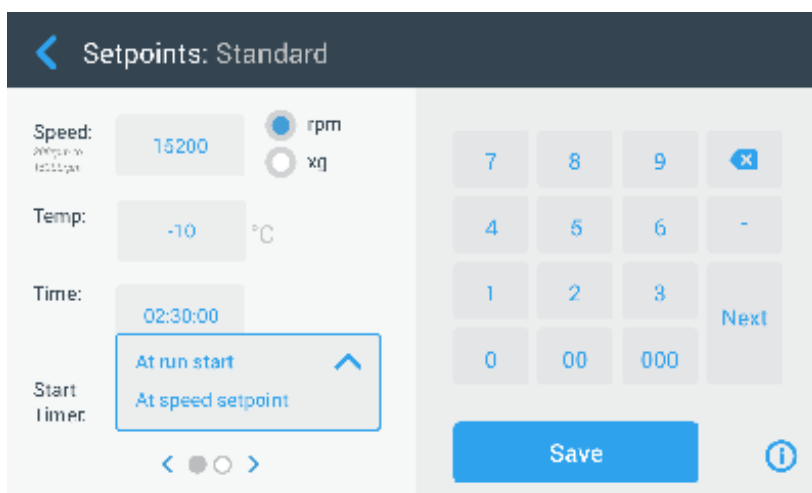 Setpoints: Standard
Speed:
15200
rpm
xg
Temp:
-10
°C
Time:
02:30:00
At run start
Start
Timer:
At speed setpoint
7 8 9
4 5 6 -
1 2 3
Next
0 00 000
Save